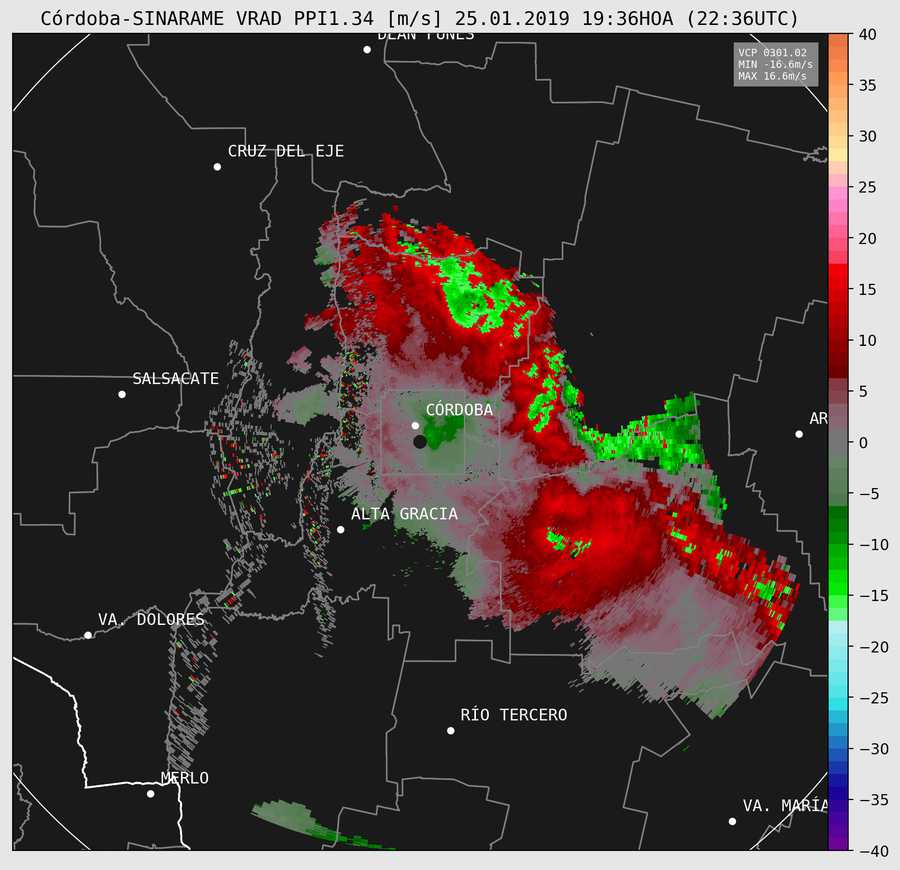 Córdoba-SINARAME VRAD PPI1.34 [m/s] 25.01.2019 19:36HOA (22:36UTC)
DEÁN FUNES
VCP 0301.02
MIN -16.6m/s
MAX 16.6m/s
CRUZ DEL EJE
SALSACATE
CÓRDOBA
AR
ALTA GRACIA
VA. DOLORES
RÍO TERCERO
MERLO
VA. MARÍA
40
35
30
25
20
15
10
5
0
−5
−10
−15
−20
−25
−30
−35
−40